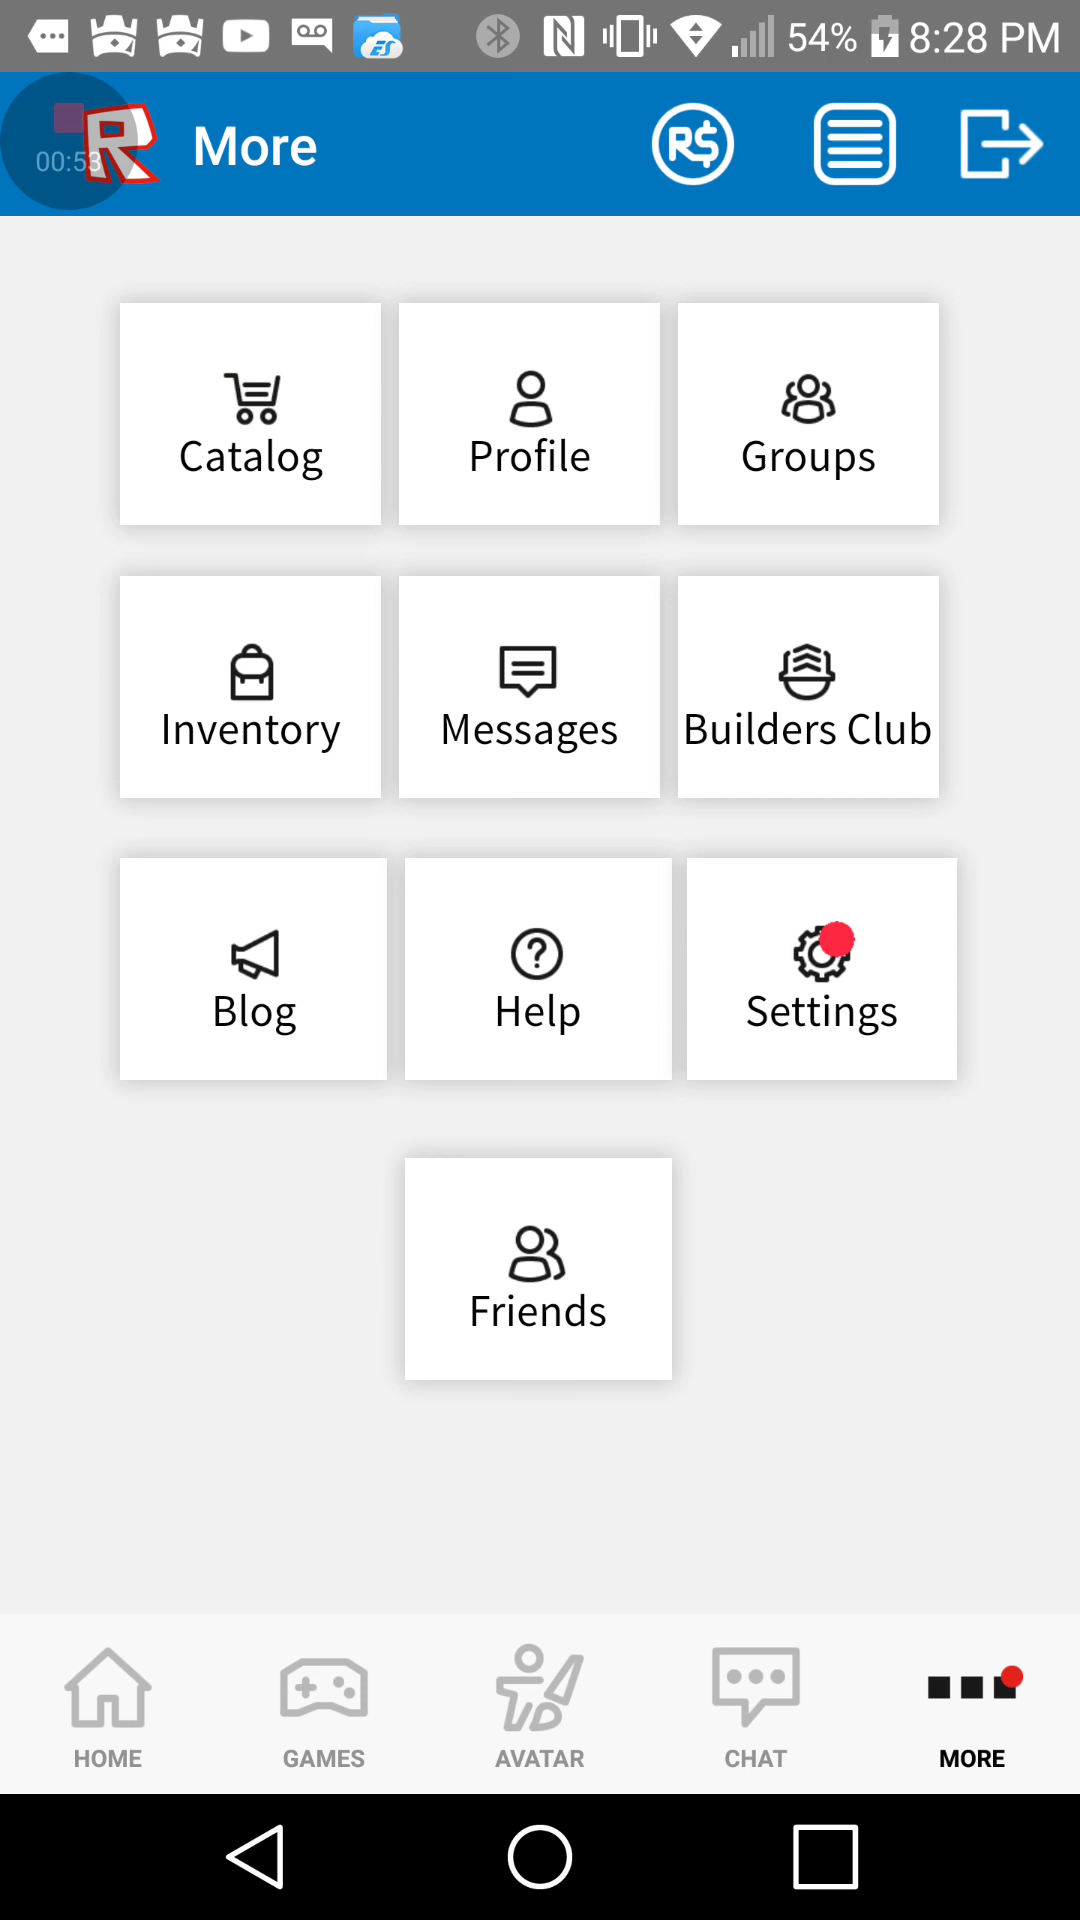 54% 8:28 PM
00:53 R More R$
Catalog Profile Groups
Inventory Messages Builders Club
Blog Help Settings
Friends
HOME GAMES AVATAR CHAT MORE